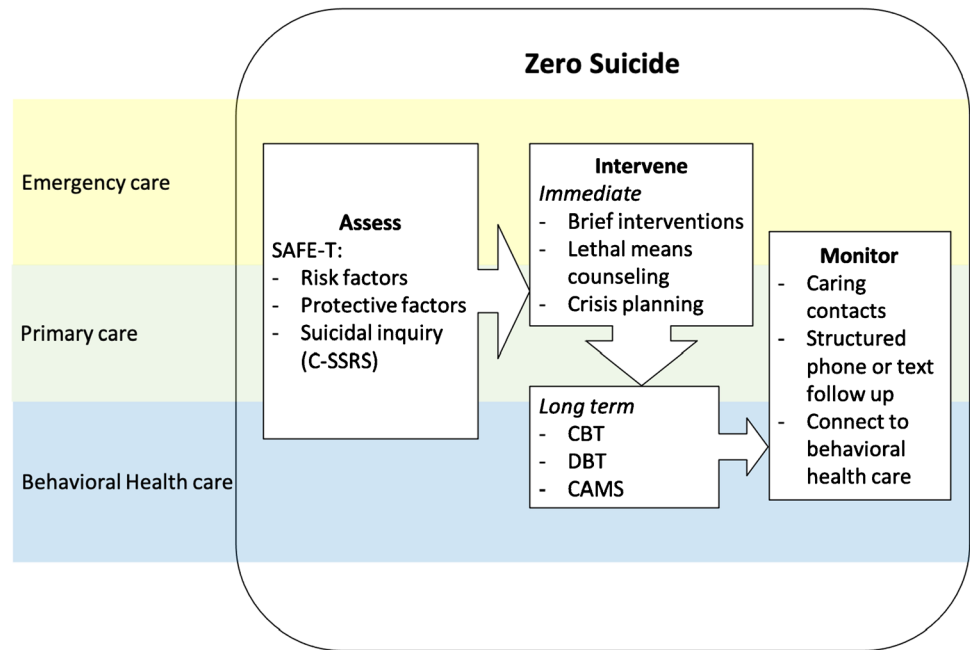 Zero Suicide
Emergency care
Primary care
Behavioral Health care
Assess
SAFE-T:
- Risk factors
- Protective factors
- Suicidal inquiry
(C-SSRS)
Intervene
Immediate
- Brief interventions
- Lethal means
counseling
- Crisis planning
Long term
- CBT
- DBT
- CAMS
Monitor
- Caring
contacts
- Structured
phone or text
follow up
- Connect to
behavioral
health care